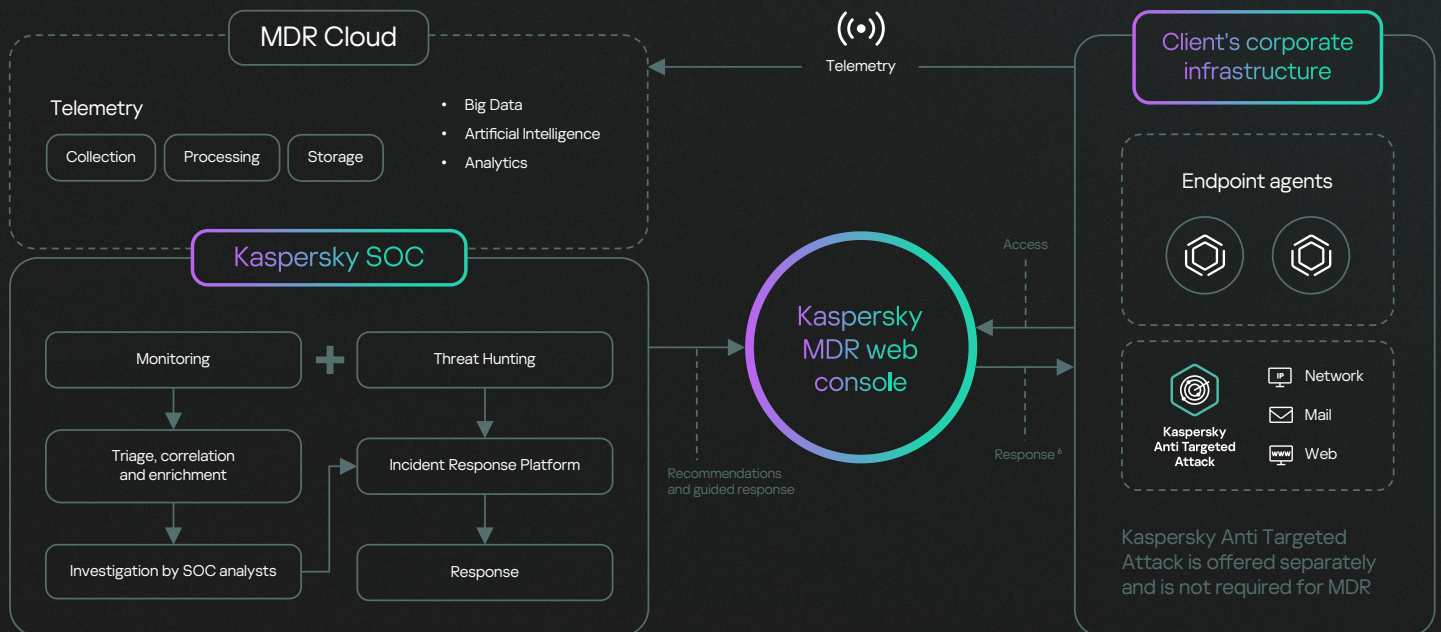 MDR Cloud
Telemetry
Collection
Processing
Storage
• Big Data
• Artificial Intelligence
• Analytics
Telemetry
Client's corporate
infrastructure
Endpoint agents
Kaspersky SOC
Monitoring
Threat Hunting
Triage, correlation
and enrichment
Incident Response Platform
Investigation by SOC analysts
Response
Recommendations
and guided response
Kaspersky
MDR web
console
Access
Response 6
Kaspersky
Anti Targeted
Attack
IP
Network
Mail
WWW
Web
Kaspersky Anti Targeted
Attack is offered separately
and is not required for MDR